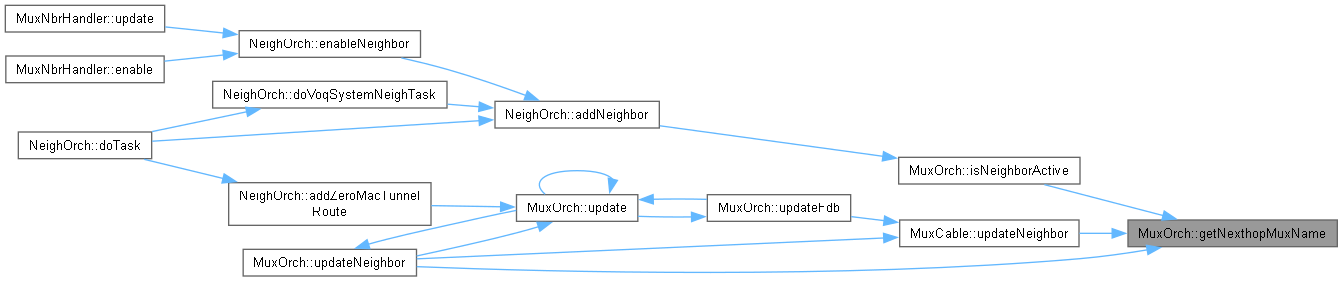 MuxNbrHandler::update
MuxNbrHandler::enable
NeighOrch::enableNeighbor
NeighOrch::doVoqSystemNeighTask
NeighOrch::addNeighbor
NeighOrch::doTask
MuxOrch::isNeighborActive
NeighOrch::addZeroMacTunnel
Route
MuxOrch::update
MuxOrch::updateFdb
MuxCable::updateNeighbor
MuxOrch::getNexthopMuxName
MuxOrch::updateNeighbor